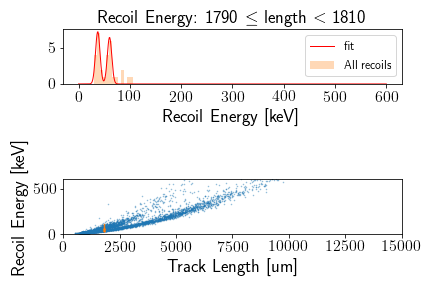 Recoil Energy: 1790 ≤ length < 1810
5
0
fit
All recoils
0 100 200 300 400 500 600
Recoil Energy [keV]
Recoil Energy [keV]
500
0
0 2500 5000 7500 10000 12500 15000
Track Length [um]